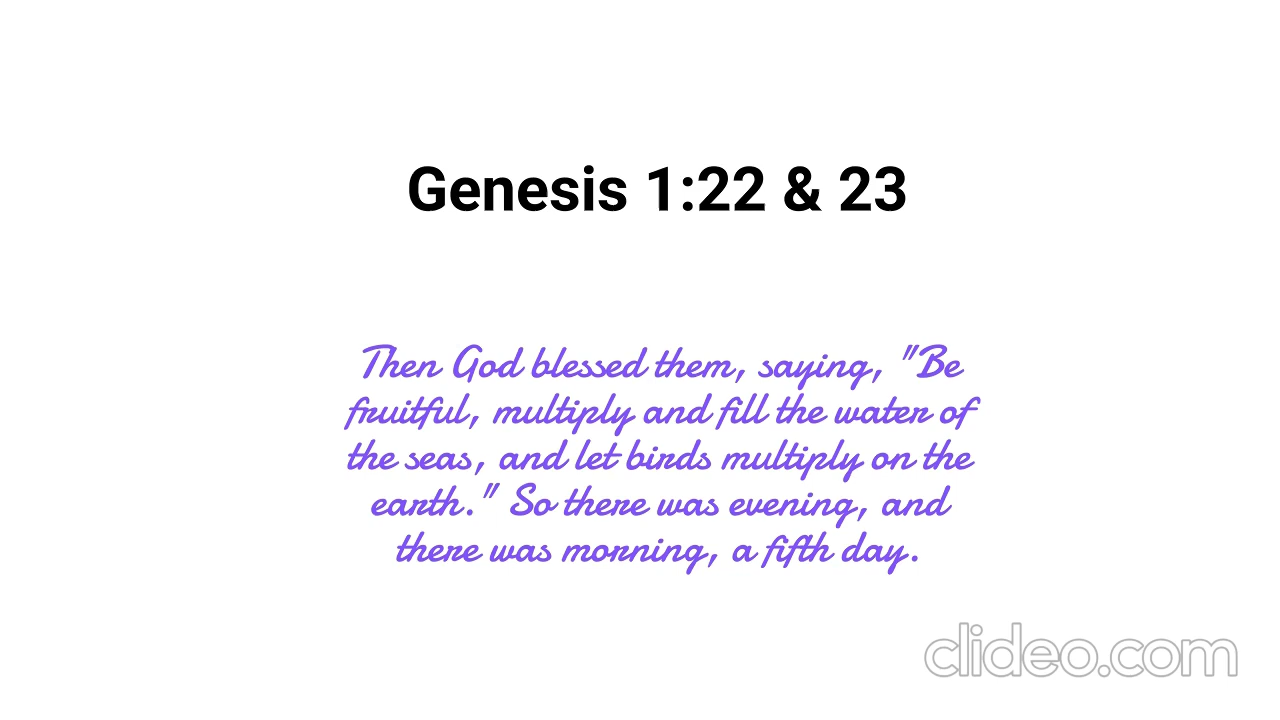 Genesis 1:22 & 23
Then God blessed them, saying, "Be
fruitful, multiply and fill the water of
the seas, and let birds multiply on the
earth." So there was evening, and
there was morning, a fifth day.
clideo.com